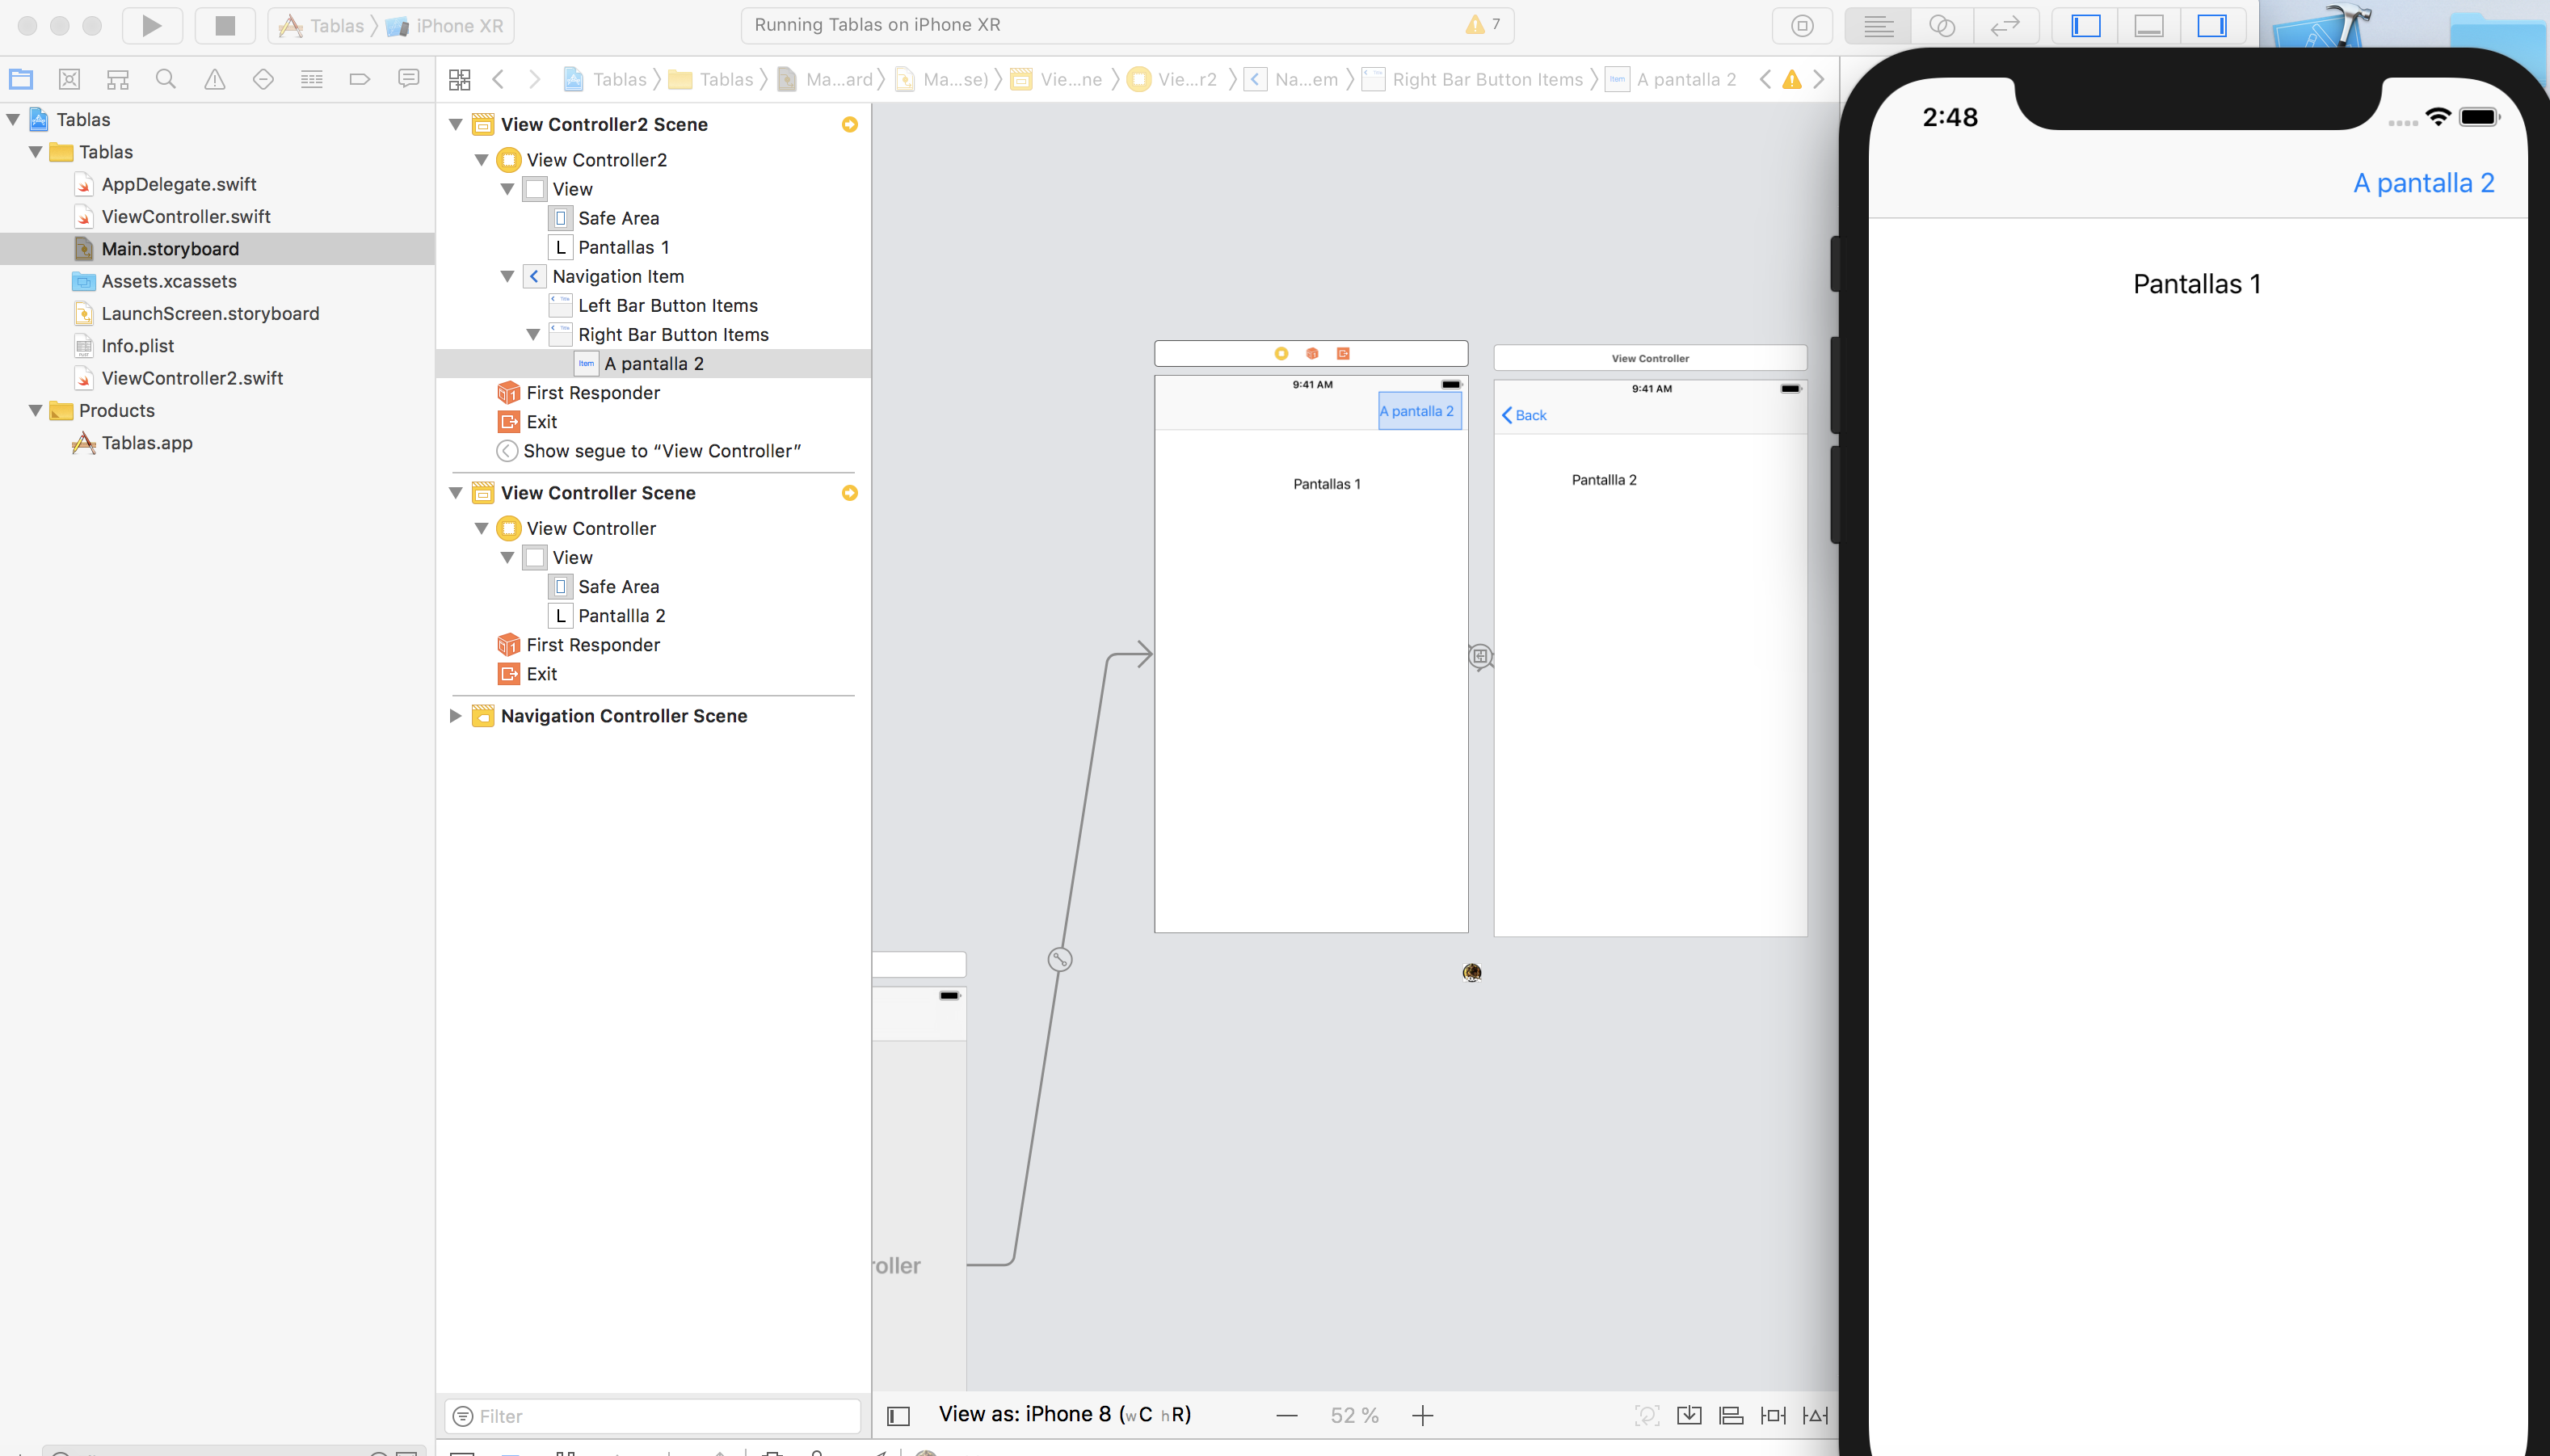 Tablas
iPhone XR
Running Tablas on iPhone XR
7
Tablas
Tablas
Ma...ard
Ma...se)
Vie...ne
Vie...r2
Na...em
Right Bar Button Items
A pantalla 2
Tablas
Tablas
AppDelegate.swift
ViewController.swift
Main.storyboard
Assets.xcassets
LaunchScreen.storyboard
Info.plist
ViewController2.swift
Products
Tablas.app
View Controller2 Scene
View Controller2
View
Safe Area
L Pantallas 1
Navigation Item
Left Bar Button Items
Right Bar Button Items
Item A pantalla 2
First Responder
Exit
Show segue to “View Controller”
View Controller Scene
View Controller
View
Safe Area
L Pantallla 2
First Responder
Exit
Navigation Controller Scene
Filter
9:41 AM
A pantalla 2
Pantallas 1
View Controller
9:41 AM
Back
Pantallla 2
roller
View as: iPhone 8 (wC hR)
52 %
2:48
A pantalla 2
Pantallas 1